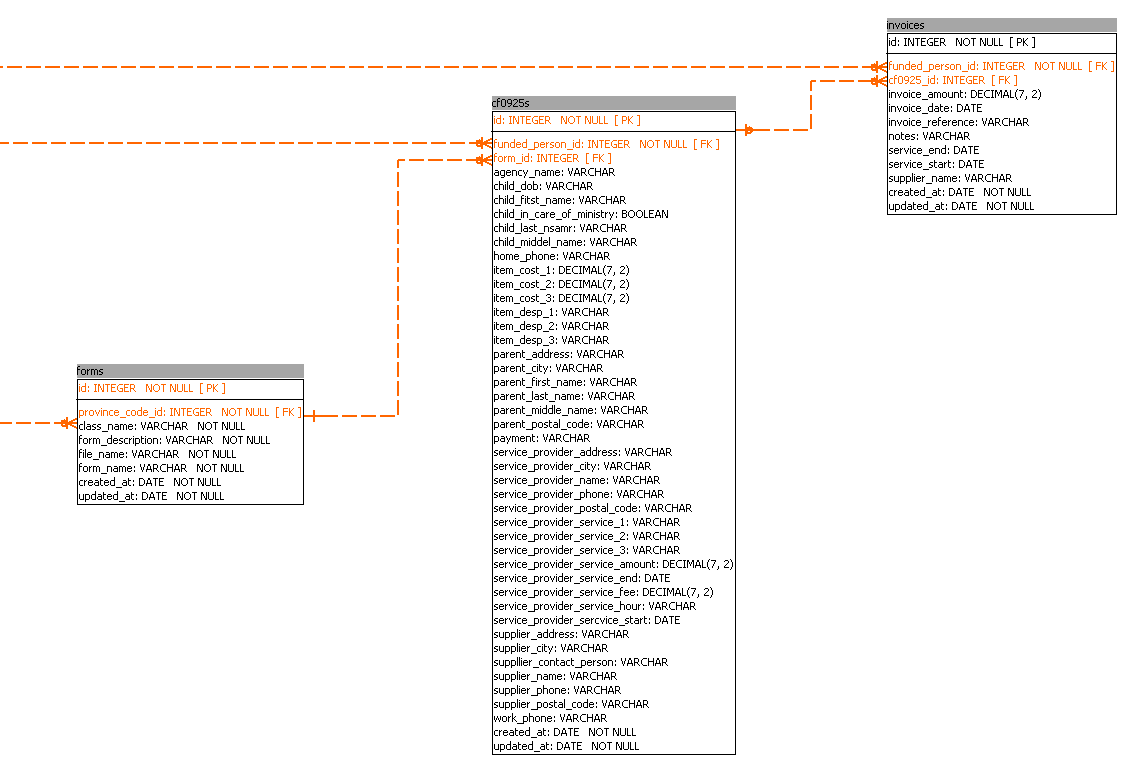 invoices
id: INTEGER NOT NULL [ PK ]
funded_person_id: INTEGER NOT NULL [ FK ]
cf0925_id: INTEGER [ FK ]
invoice_amount: DECIMAL(7, 2)
invoice_date: DATE
invoice_reference: VARCHAR
notes: VARCHAR
service_end: DATE
service_start: DATE
supplier_name: VARCHAR
created_at: DATE NOT NULL
updated_at: DATE NOT NULL
cf0925s
id: INTEGER NOT NULL [ PK ]
funded_person_id: INTEGER NOT NULL [ FK ]
form_id: INTEGER [ FK ]
agency_name: VARCHAR
child_dob: VARCHAR
child_fitst_name: VARCHAR
child_in_care_of_ministry: BOOLEAN
child_last_nsamr: VARCHAR
child_middel_name: VARCHAR
home_phone: VARCHAR
item_cost_1: DECIMAL(7, 2)
item_cost_2: DECIMAL(7, 2)
item_cost_3: DECIMAL(7, 2)
item_desp_1: VARCHAR
item_desp_2: VARCHAR
item_desp_3: VARCHAR
parent_address: VARCHAR
parent_city: VARCHAR
parent_first_name: VARCHAR
parent_last_name: VARCHAR
parent_middle_name: VARCHAR
parent_postal_code: VARCHAR
payment: VARCHAR
service_provider_address: VARCHAR
service_provider_city: VARCHAR
service_provider_name: VARCHAR
service_provider_phone: VARCHAR
service_provider_postal_code: VARCHAR
service_provider_service_1: VARCHAR
service_provider_service_2: VARCHAR
service_provider_service_3: VARCHAR
service_provider_service_amount: DECIMAL(7, 2)
service_provider_service_end: DATE
service_provider_service_fee: DECIMAL(7, 2)
service_provider_service_hour: VARCHAR
service_provider_sercvice_start: DATE
supplier_address: VARCHAR
supplier_city: VARCHAR
suppllier_contact_person: VARCHAR
supplier_name: VARCHAR
supplier_phone: VARCHAR
supplier_postal_code: VARCHAR
work_phone: VARCHAR
created_at: DATE NOT NULL
updated_at: DATE NOT NULL
forms
id: INTEGER NOT NULL [ PK ]
province_code_id: INTEGER NOT NULL [ FK ]
class_name: VARCHAR NOT NULL
form_description: VARCHAR NOT NULL
file_name: VARCHAR NOT NULL
form_name: VARCHAR NOT NULL
created_at: DATE NOT NULL
updated_at: DATE NOT NULL